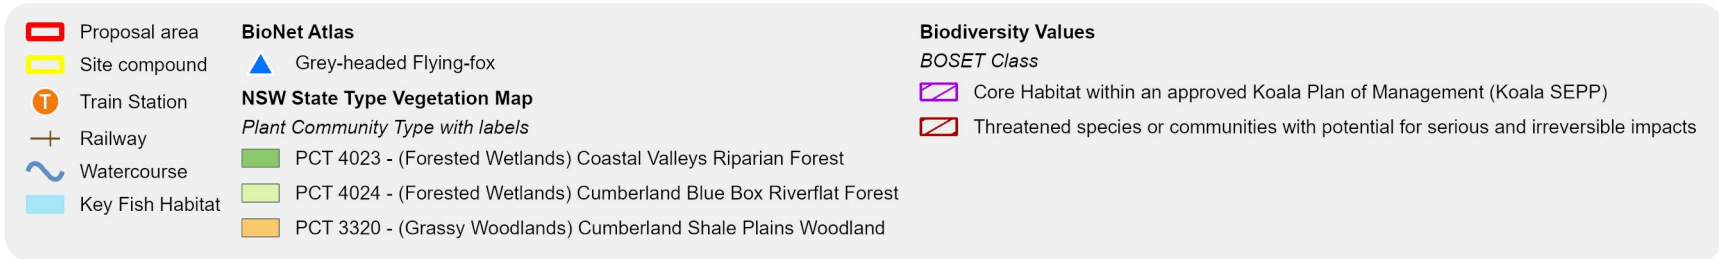 Proposal area
Site compound
T
Train Station
Railway
Watercourse
Key Fish Habitat
BioNet Atlas
Grey-headed Flying-fox
NSW State Type Vegetation Map
Plant Community Type with labels
PCT 4023 - (Forested Wetlands) Coastal Valleys Riparian Forest
PCT 4024 - (Forested Wetlands) Cumberland Blue Box Riverflat Forest
PCT 3320 - (Grassy Woodlands) Cumberland Shale Plains Woodland
Biodiversity Values
BOSET Class
Core Habitat within an approved Koala Plan of Management (Koala SEPP)
Threatened species or communities with potential for serious and irreversible impacts